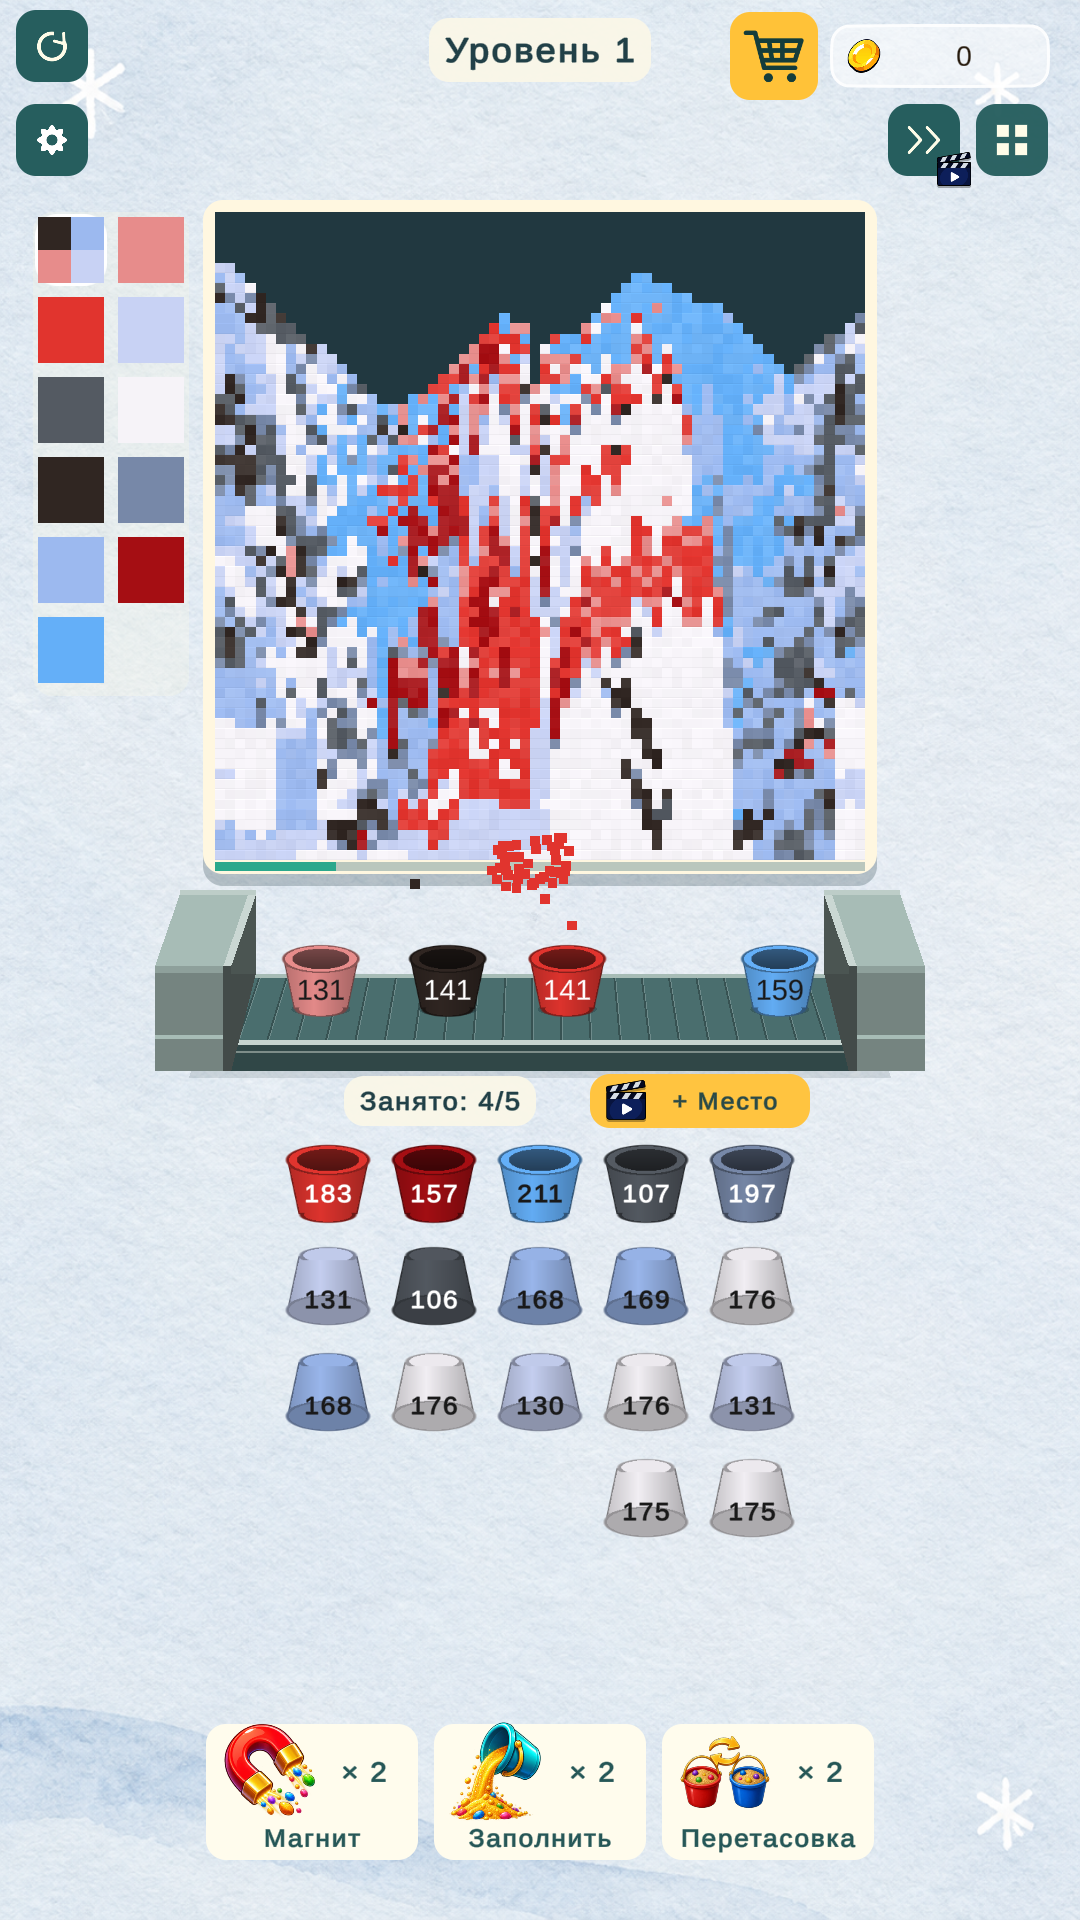 Уровень 1
0
131
141
141
159
Занято: 4/5
+ Место
183 157 211 107 197
131 106 168 169 176
168 176 130 176 131
175 175
× 2
× 2
× 2
Магнит
Заполнить
Перетасовка